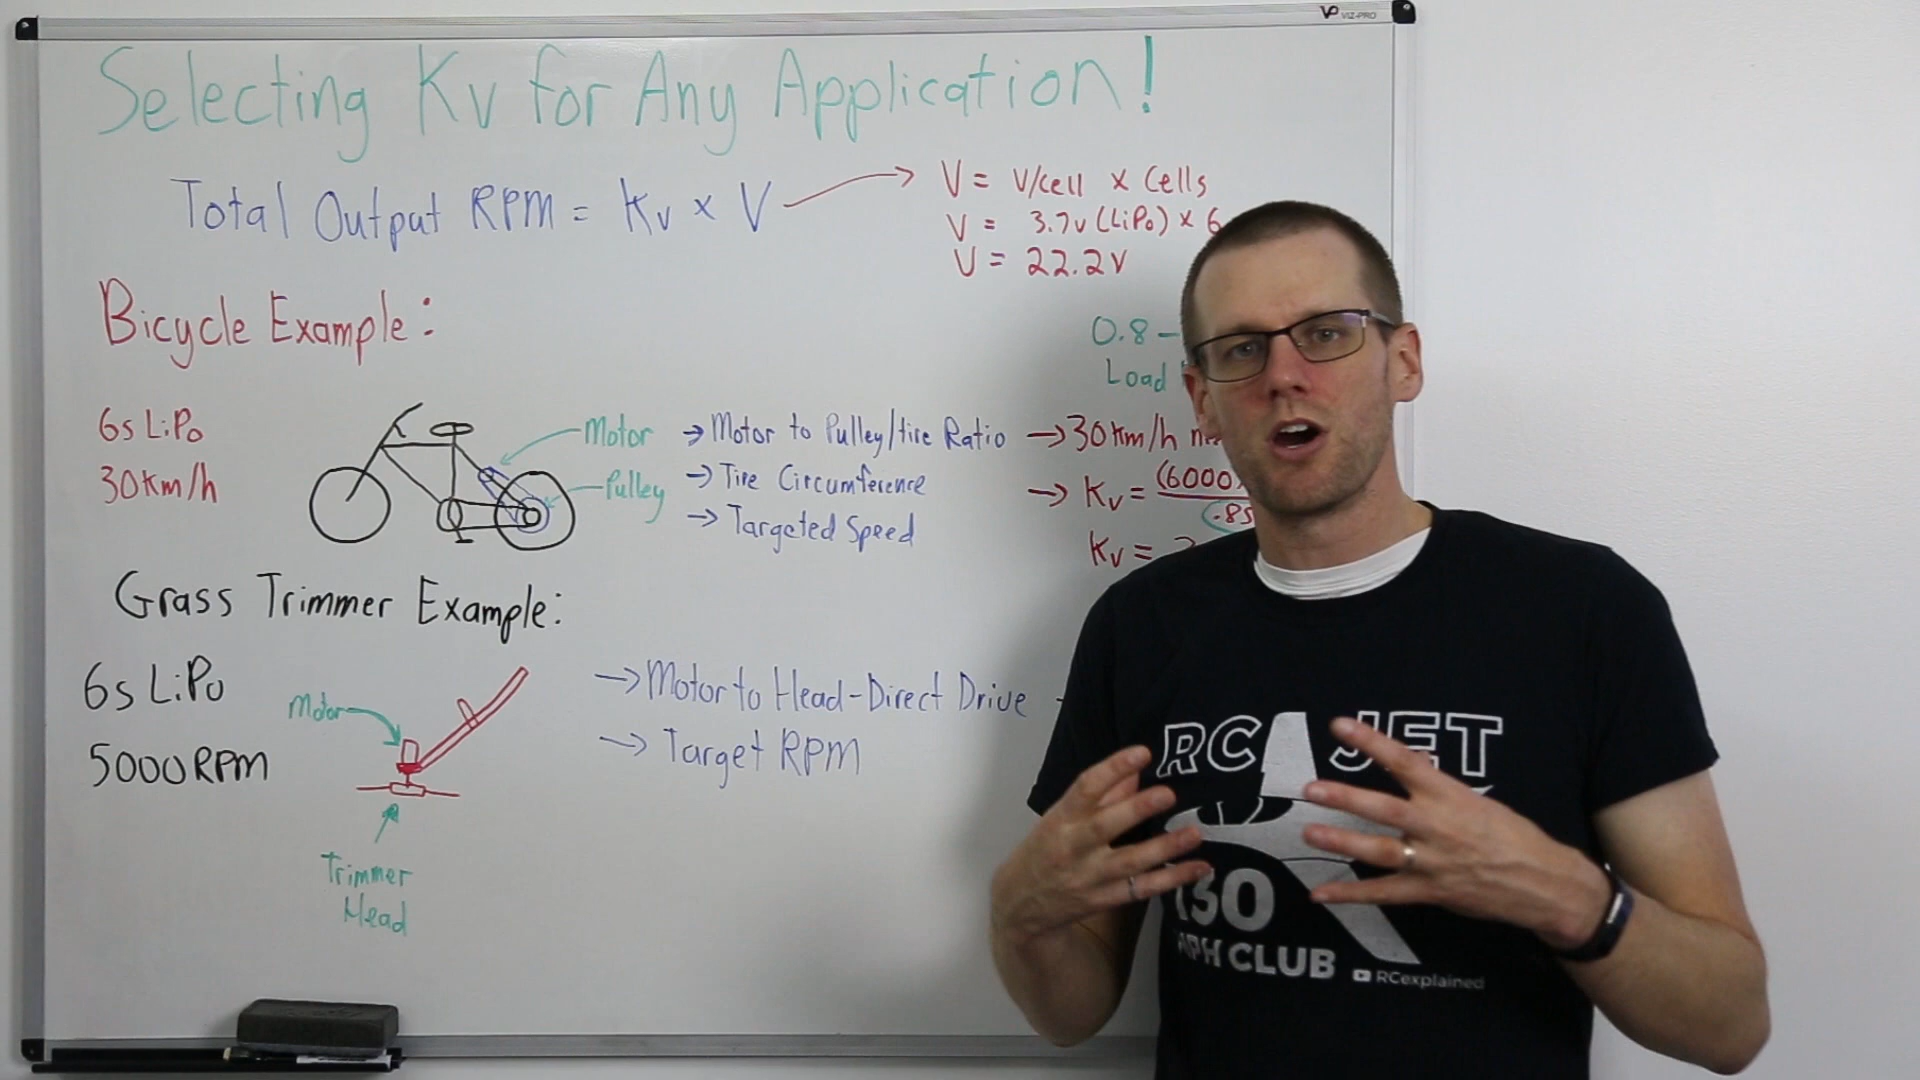 VP VIZ-PRO
Selecting Kv for Any Application!
Total Output RPM = Kv x V
V = V/cell x Cells
V = 3.7v (LiPo) x 6
V = 22.2V
Bicycle Example:
0.8 -
Load
6s LiPo
30Km/h
Motor
Pulley
→ Motor to Pulley/tire Ratio
→ Tire Circumference
→ Targeted Speed
→ 30Km/h
→ Kv = (6000
.85
Kv =
Grass Trimmer Example:
6s LiPo
5000RPM
Motor
Trimmer
Head
→ Motor to Head-Direct Drive
→ Target RPM
RC JET
130
MPH CLUB
RCexplained